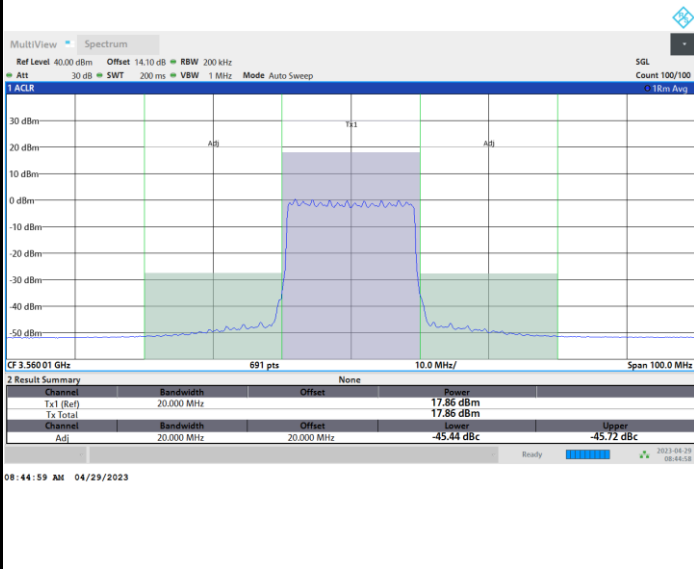 MultiView Spectrum
Ref Level 40.00 dBm Offset 14.10 dB RBW 200 kHz SGL
Att 30 dB SWT 200 ms VBW 1 MHz Mode Auto Sweep Count 100/100
1 ACLR 1Rm Avg
30 dBm
Tx1
20 dBm
Adj Adj
10 dBm
0 dBm
-10 dBm
-20 dBm
-30 dBm
-40 dBm
-50 dBm
CF 3.56001 GHz 691 pts 10.0 MHz/ Span 100.0 MHz
2 Result Summary None
Channel Bandwidth Offset Power
Tx1 (Ref) 20.000 MHz 17.86 dBm
Tx Total 17.86 dBm
Channel Bandwidth Offset Lower Upper
Adj 20.000 MHz 20.000 MHz -45.44 dBc -45.72 dBc
Ready 2023-04-29
08:44:58
08:44:59 AM 04/29/2023